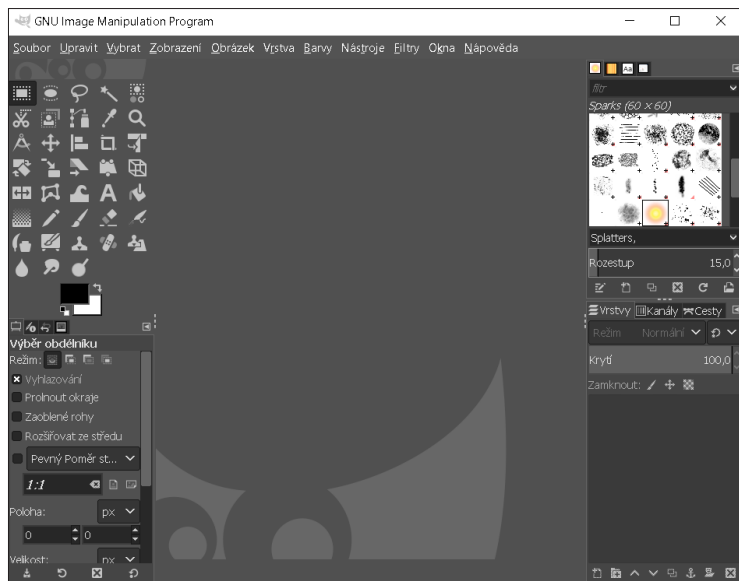 GNU Image Manipulation Program
Soubor Upravit Vybrat Zobrazení Obrázek Vrstva Barvy Nástroje Filtry Okna Nápověda
filtr
Sparks (60 × 60)
Splatters,
Rozestup 15,0
Vrstvy Kanály Cesty
Režim Normální
Krytí 100,0
Zamknout:
Výběr obdélníku
Režim:
Vyhlazování
Prolnout okraje
Zaoblené rohy
Rozšiřovat ze středu
Pevný Poměr st...
1:1
Poloha: px
0 0
Velikost: px